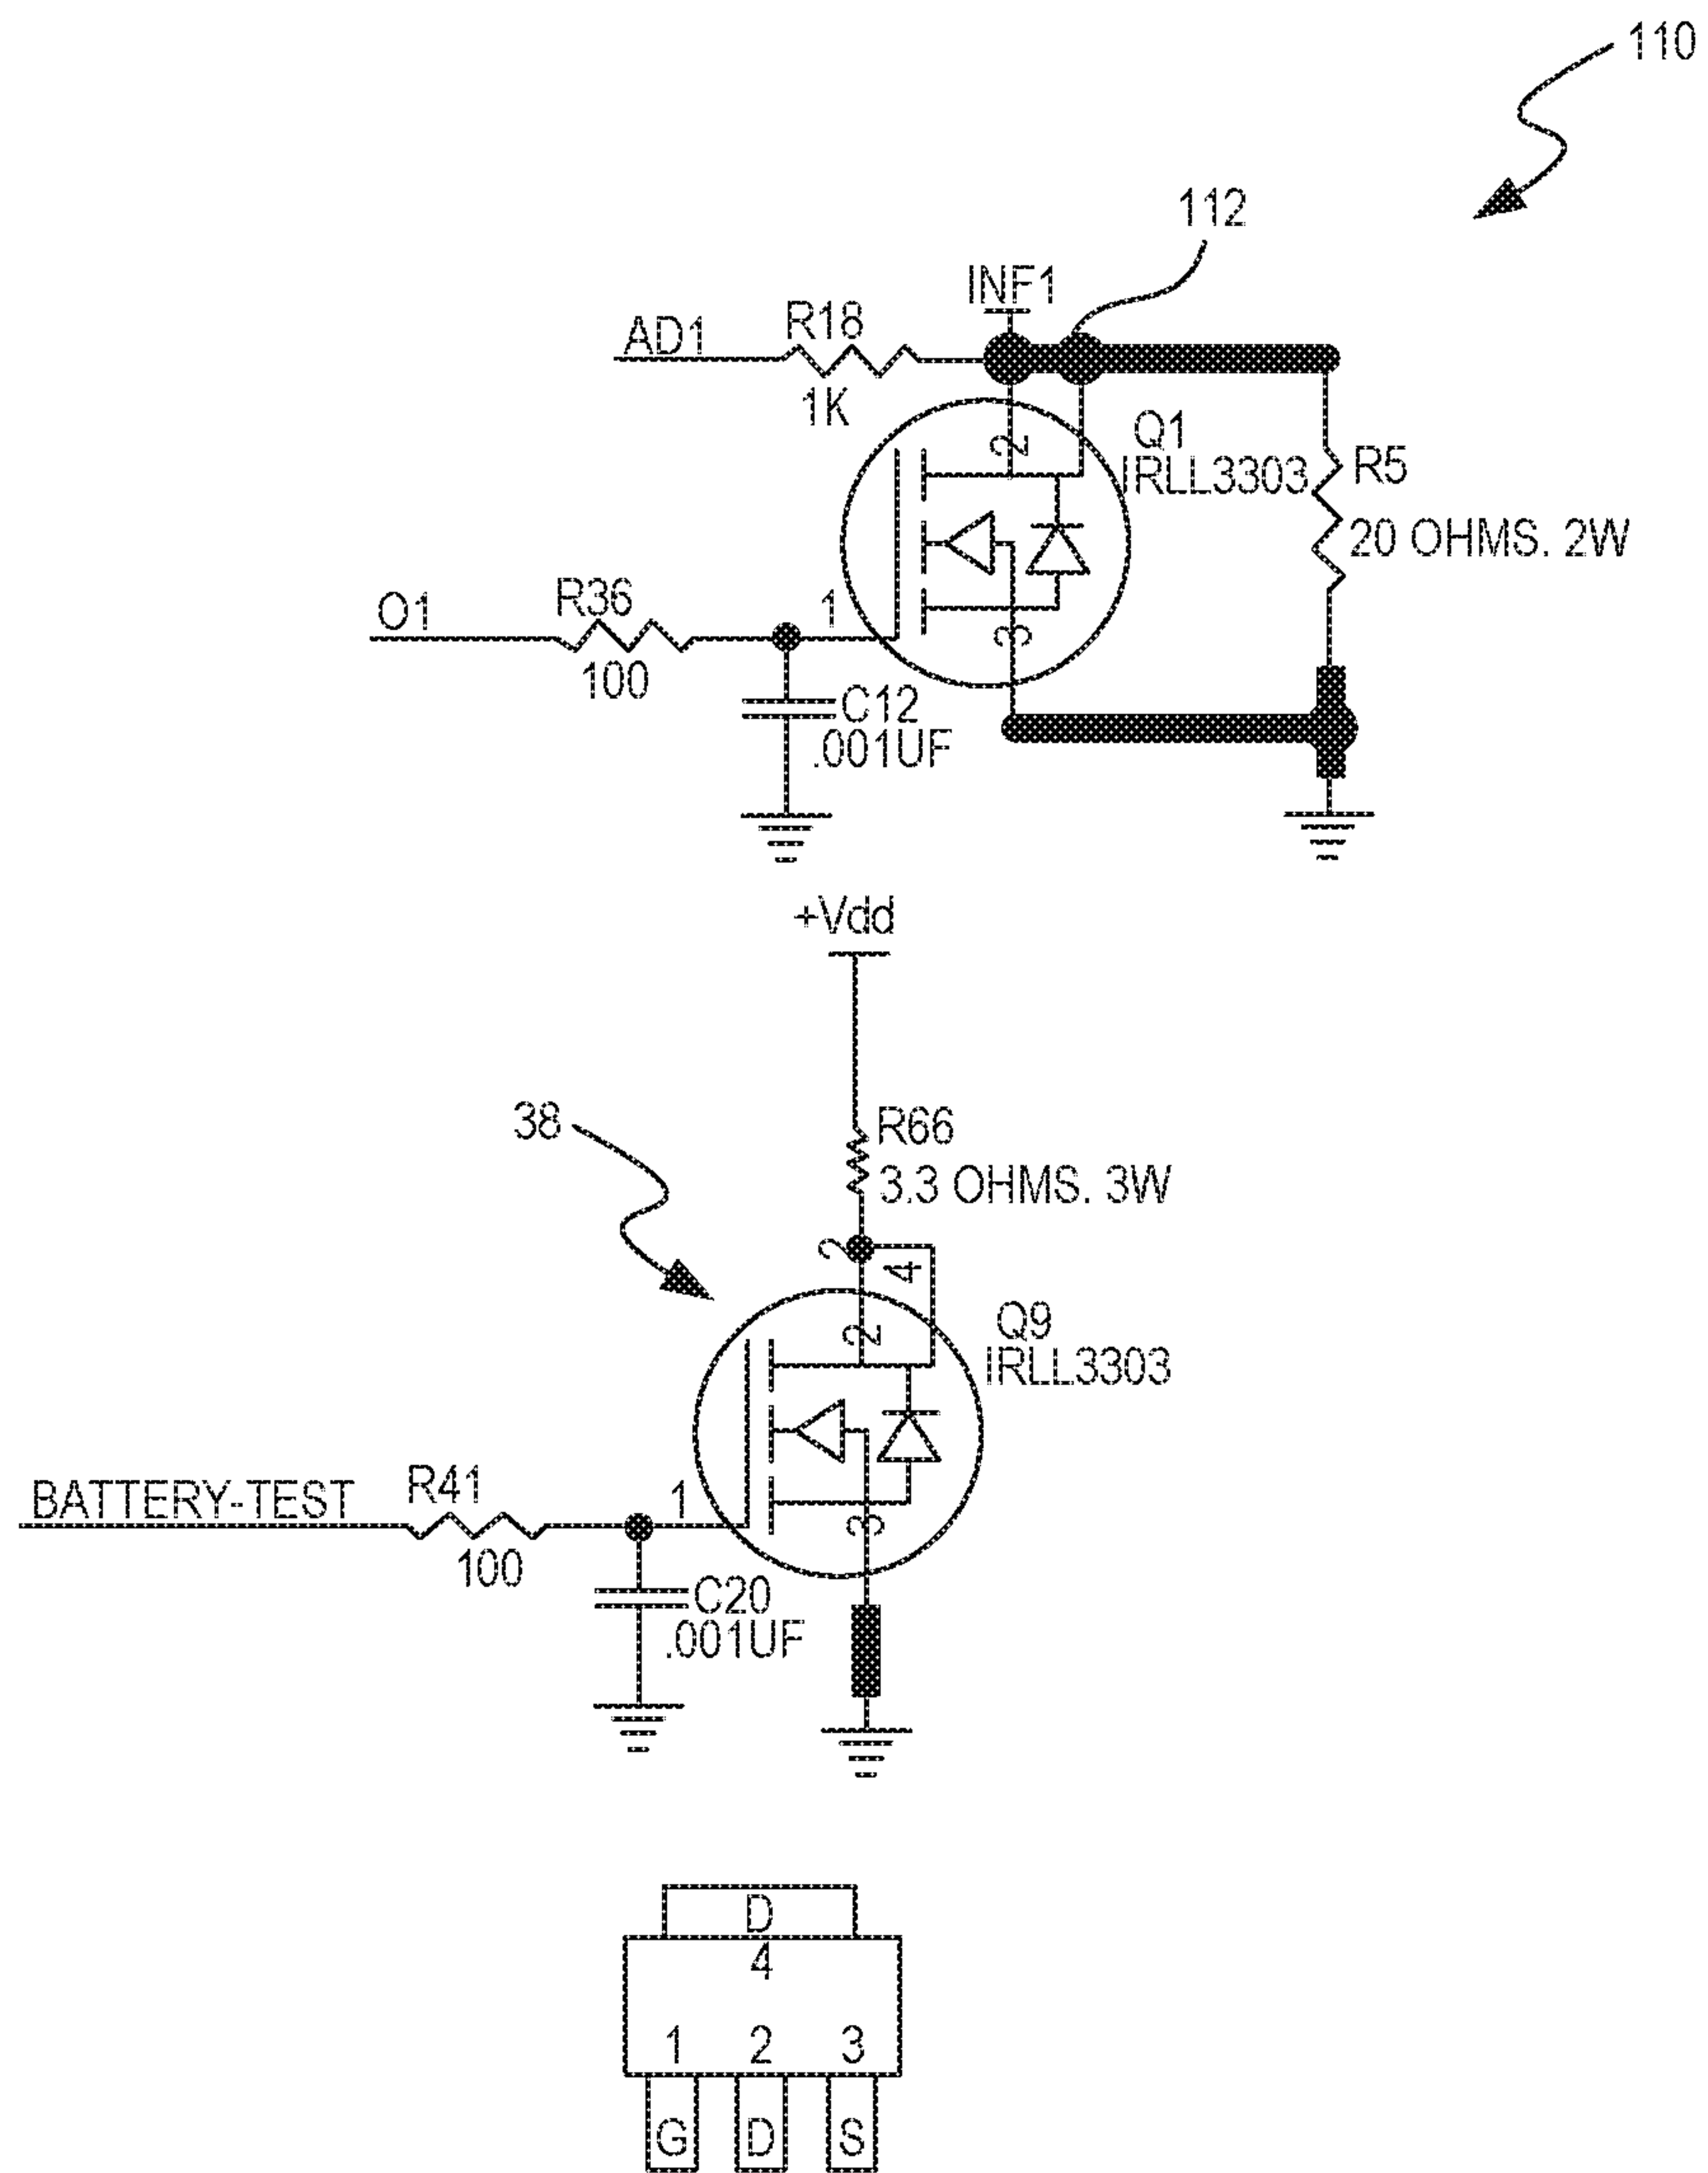 110
112
INF1
AD1
R18
1K
2
Q1
IRLL3303
R5
20 OHMS. 2W
O1
R36
100
1
3
C12
.001UF
+Vdd
38
R66
3.3 OHMS. 3W
2
4
2
Q9
IRLL3303
BATTERY-TEST
R41
100
1
3
C20
.001UF
D
4
1 2 3
G D S